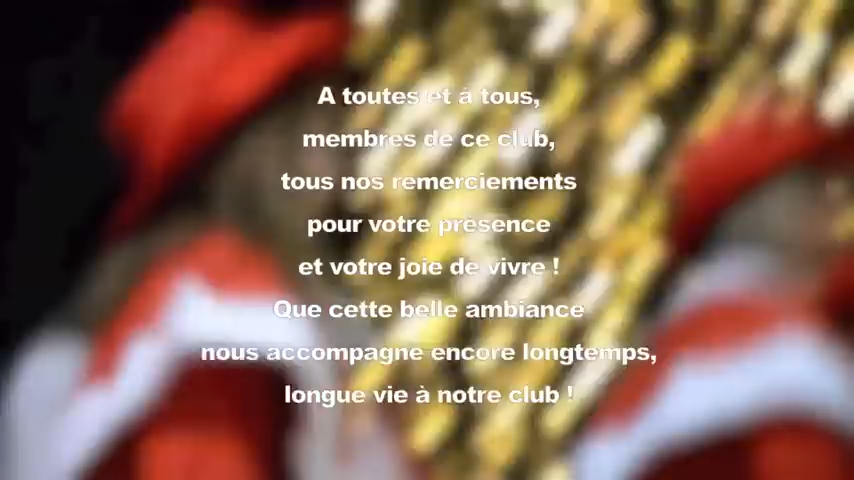 A toutes et à tous,
membres de ce club,
tous nos remerciements
pour votre présence
et votre joie de vivre !
Que cette belle ambiance
nous accompagne encore longtemps,
longue vie à notre club !